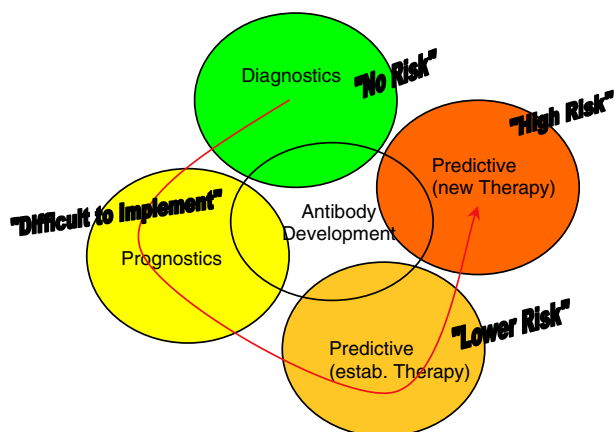 Diagnostics
"No Risk"
"High Risk"
Predictive
(new Therapy)
Antibody
Development
"Difficult to Implement"
Prognostics
"Lower Risk"
Predictive
(estab. Therapy)